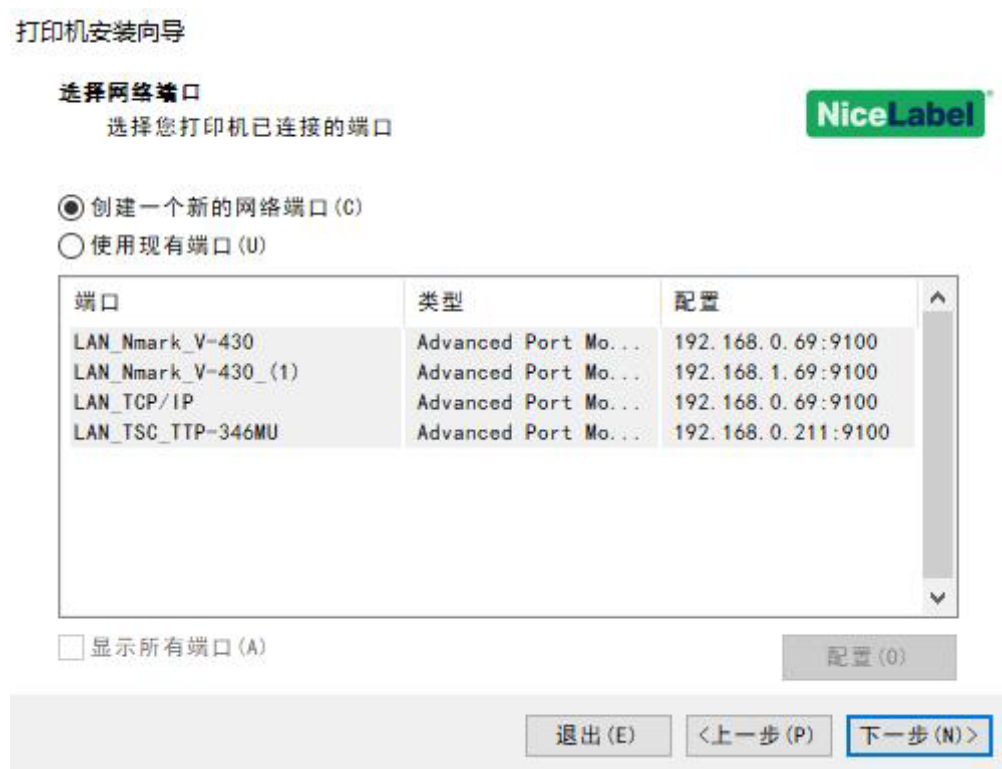 打印机安装向导
选择网络端口
选择您打印机已连接的端口
NiceLabel
创建一个新的网络端口(C)
使用现有端口(U)
端口 类型 配置
LAN_Nmark_V-430 Advanced Port Mo... 192.168.0.69:9100
LAN_Nmark_V-430_(1) Advanced Port Mo... 192.168.1.69:9100
LAN_TCP/IP Advanced Port Mo... 192.168.0.69:9100
LAN_TSC_TTP-346MU Advanced Port Mo... 192.168.0.211:9100
显示所有端口(A)
配置(O)
退出(E) <上一步(P) 下一步(N)>